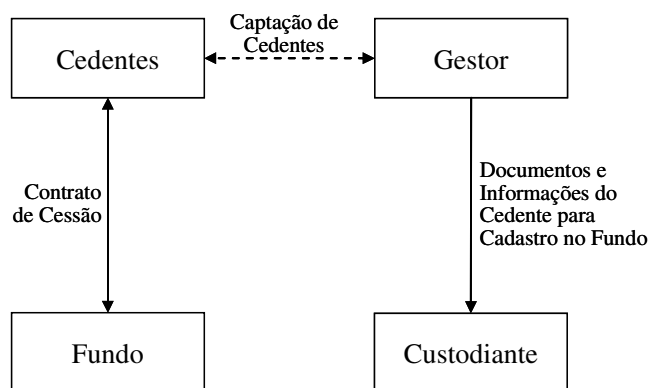 Captação de
Cedentes
Cedentes
Gestor
Contrato
de Cessão
Documentos e
Informações do
Cedente para
Cadastro no Fundo
Fundo
Custodiante